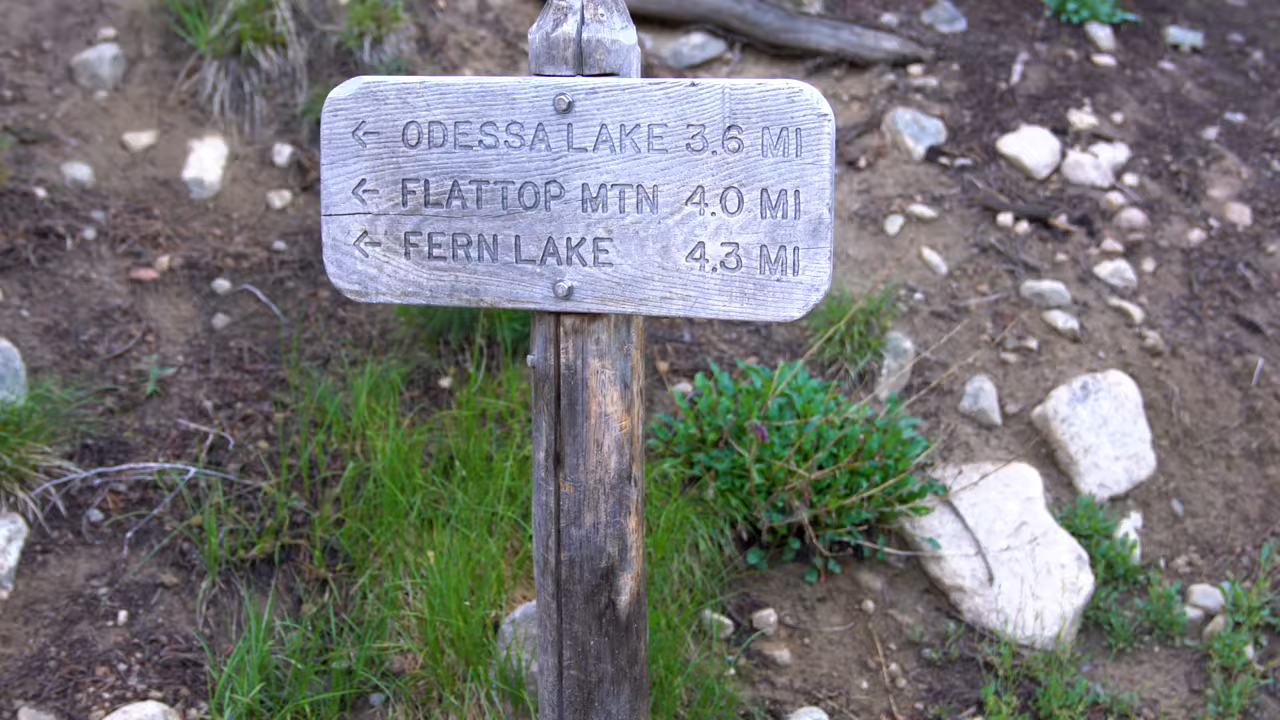 ← ODESSA LAKE 3.6 MI
← FLATTOP MTN 4.0 MI
← FERN LAKE 4.3 MI